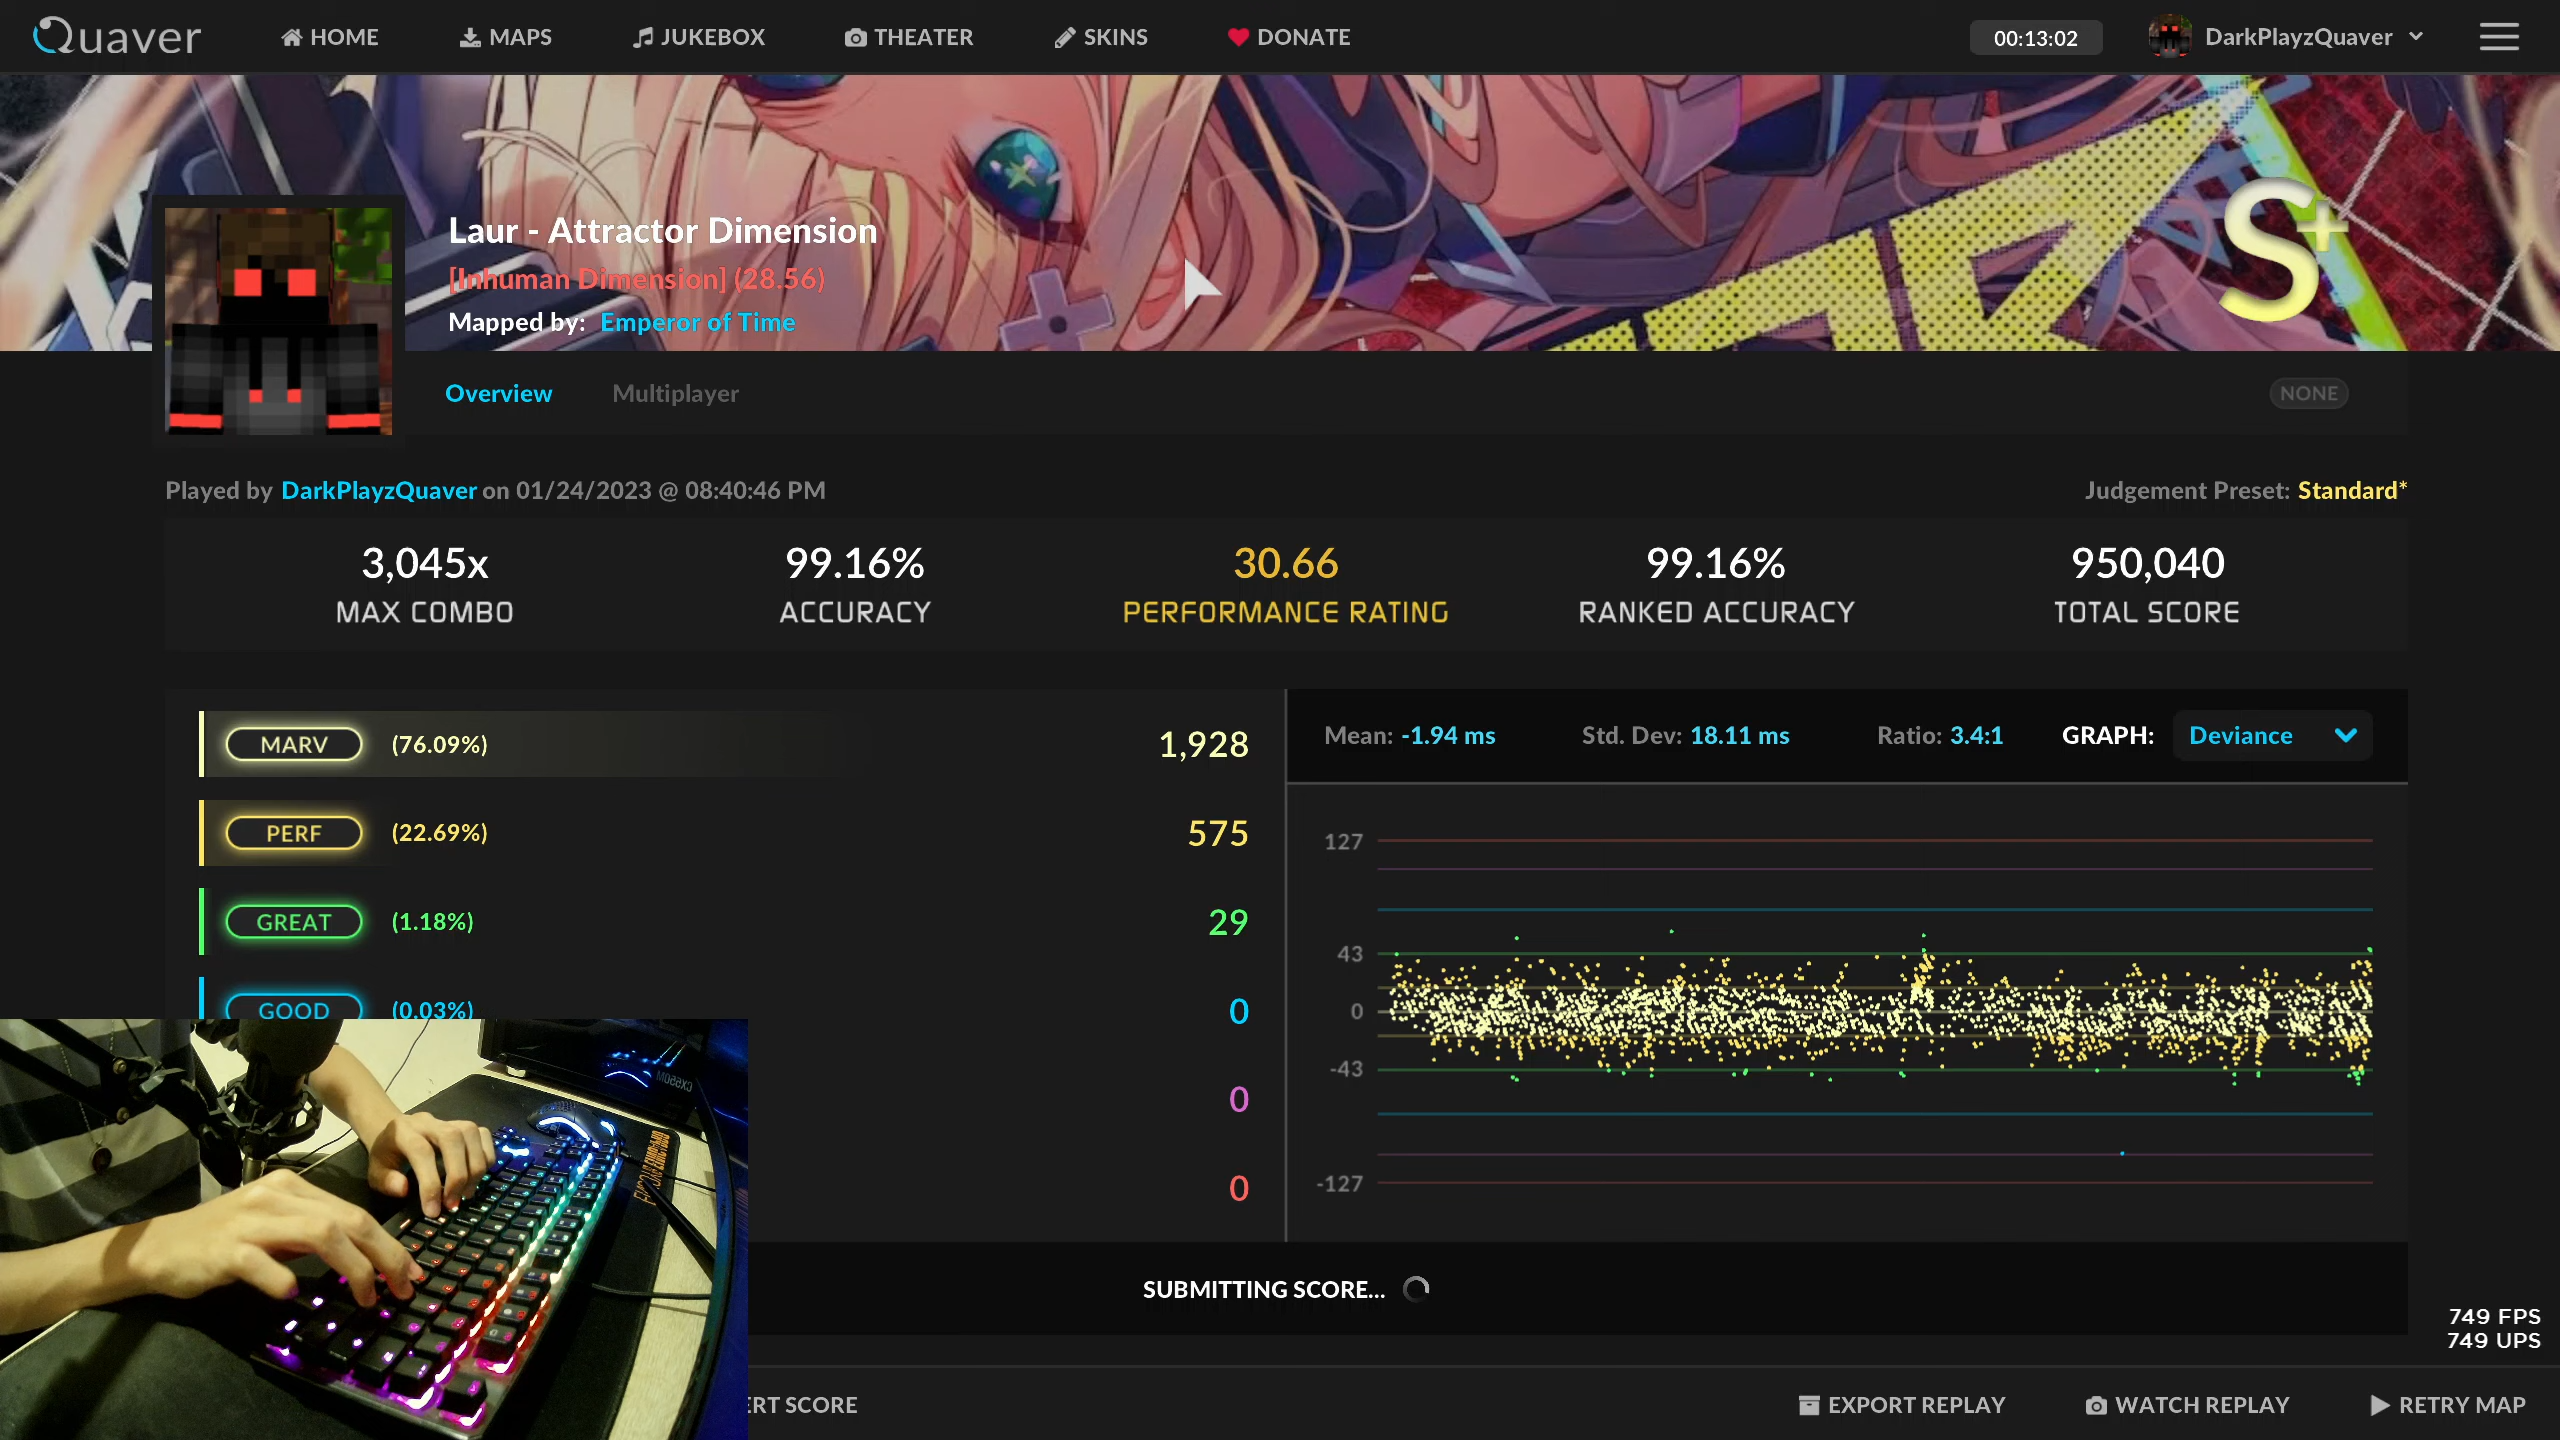 Quaver
HOME
MAPS
JUKEBOX
THEATER
SKINS
DONATE
00:13:02
DarkPlayzQuaver
Laur - Attractor Dimension
[Inhuman Dimension] (28.56)
Mapped by: Emperor of Time
S+
Overview
Multiplayer
NONE
Played by DarkPlayzQuaver on 01/24/2023 @ 08:40:46 PM
Judgement Preset: Standard*
3,045x
MAX COMBO
99.16%
ACCURACY
30.66
PERFORMANCE RATING
99.16%
RANKED ACCURACY
950,040
TOTAL SCORE
MARV (76.09%) 1,928
PERF (22.69%) 575
GREAT (1.18%) 29
GOOD (0.03%) 0
0
0
Mean: -1.94 ms
Std. Dev: 18.11 ms
Ratio: 3.4:1
GRAPH: Deviance
127
43
0
-43
-127
SUBMITTING SCORE...
749 FPS
749 UPS
ERT SCORE
EXPORT REPLAY
WATCH REPLAY
RETRY MAP